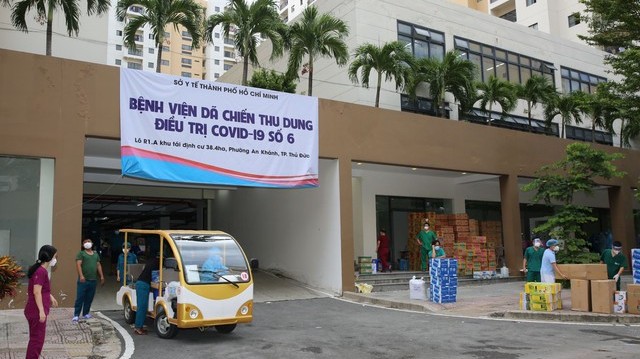 SỞ Y TẾ THÀNH PHỐ HỒ CHÍ MINH
BỆNH VIỆN DÃ CHIẾN THU DUNG
ĐIỀU TRỊ COVID-19 SỐ 6
Lô R1.A khu tái định cư 38.4ha, Phường An Khánh, TP. Thủ Đức